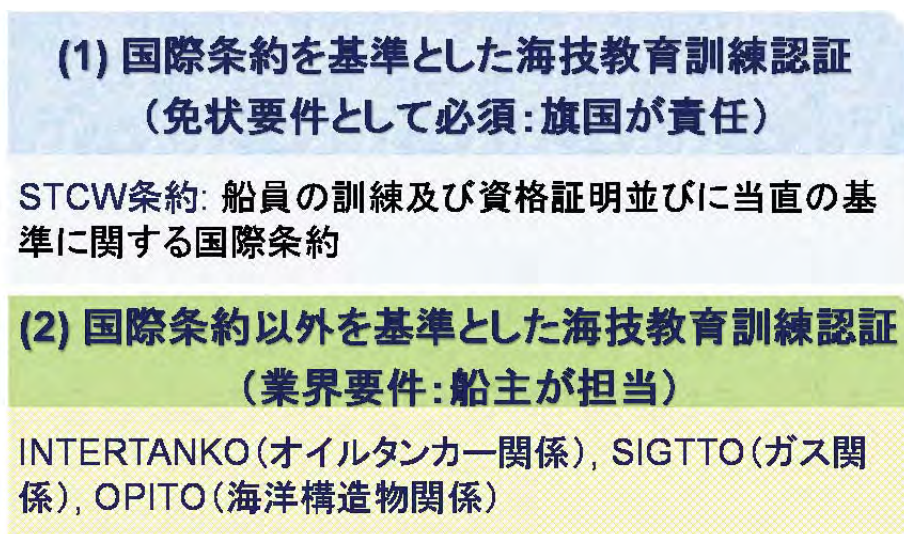 (1) 国際条約を基準とした海技教育訓練認証
（免状要件として必須：旗国が責任）
STCW条約: 船員の訓練及び資格証明並びに当直の基
準に関する国際条約
(2) 国際条約以外を基準とした海技教育訓練認証
（業界要件：船主が担当）
INTERTANKO（オイルタンカー関係）, SIGTTO（ガス関
係）, OPITO（海洋構造物関係）